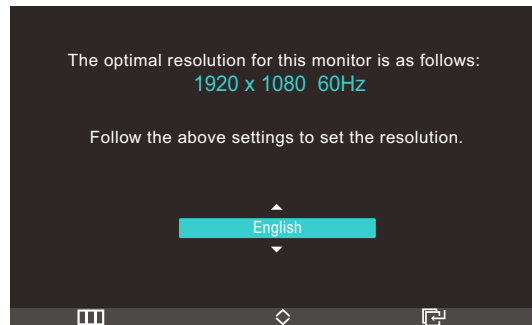 The optimal resolution for this monitor is as follows:
1920 x 1080 60Hz
Follow the above settings to set the resolution.
English